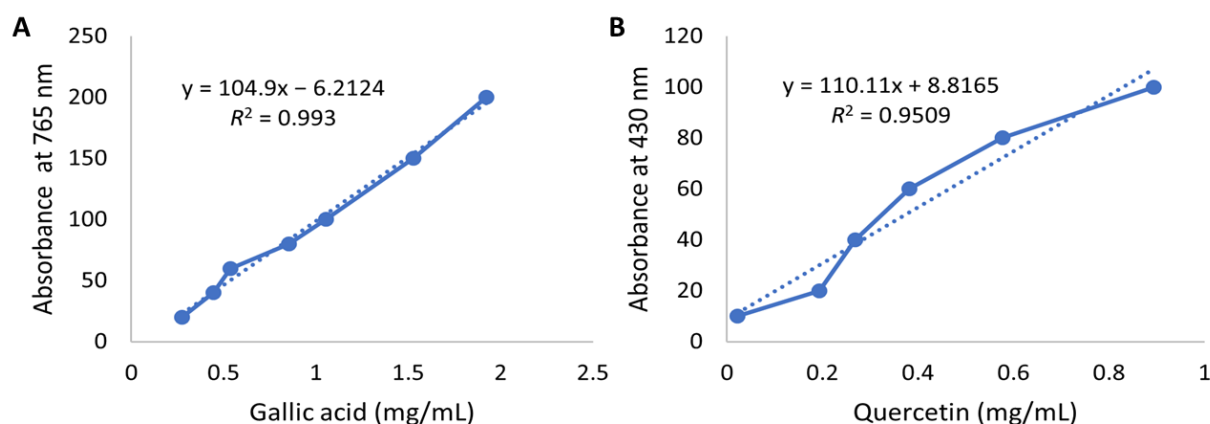 A
Absorbance at 765 nm
250
200
150
100
50
0
y = 104.9x − 6.2124
R² = 0.993
0 0.5 1 1.5 2 2.5
Gallic acid (mg/mL)
B
Absorbance at 430 nm
120
100
80
60
40
20
0
y = 110.11x + 8.8165
R² = 0.9509
0 0.2 0.4 0.6 0.8 1
Quercetin (mg/mL)